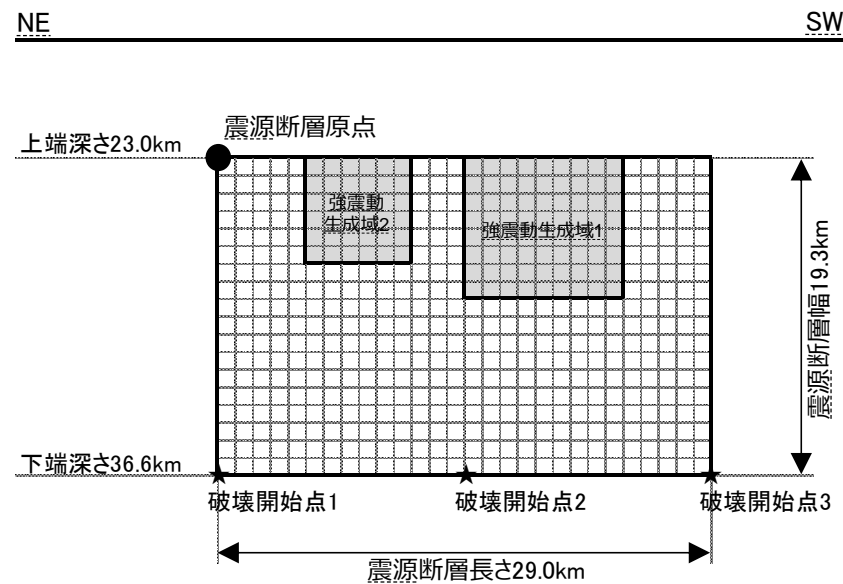 NE
SW
震源断層原点
上端深さ23.0km
強震動
生成域2
強震動生成域1
震源断層幅19.3km
下端深さ36.6km
破壊開始点1
破壊開始点2
破壊開始点3
震源断層長さ29.0km